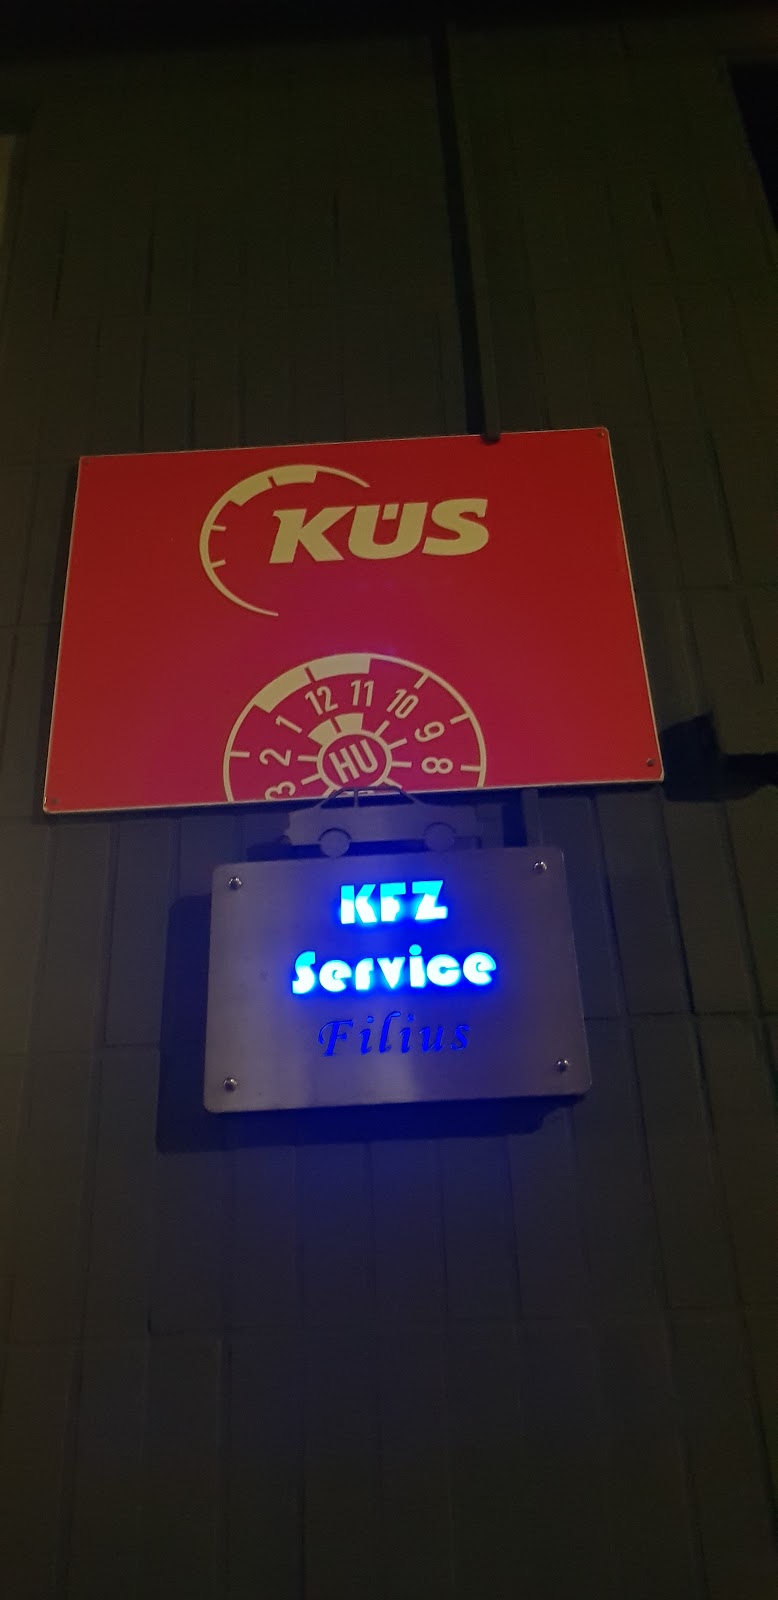 KÜS
3 2 1 12 11 10 9 8
HU
KFZ
Service
Filius